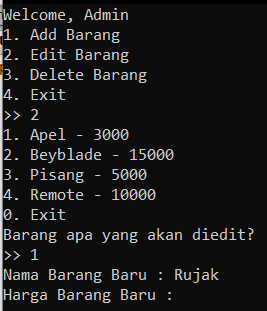 Welcome, Admin
1. Add Barang
2. Edit Barang
3. Delete Barang
4. Exit
>> 2
1. Apel - 3000
2. Beyblade - 15000
3. Pisang - 5000
4. Remote - 10000
0. Exit
Barang apa yang akan diedit?
>> 1
Nama Barang Baru : Rujak
Harga Barang Baru :